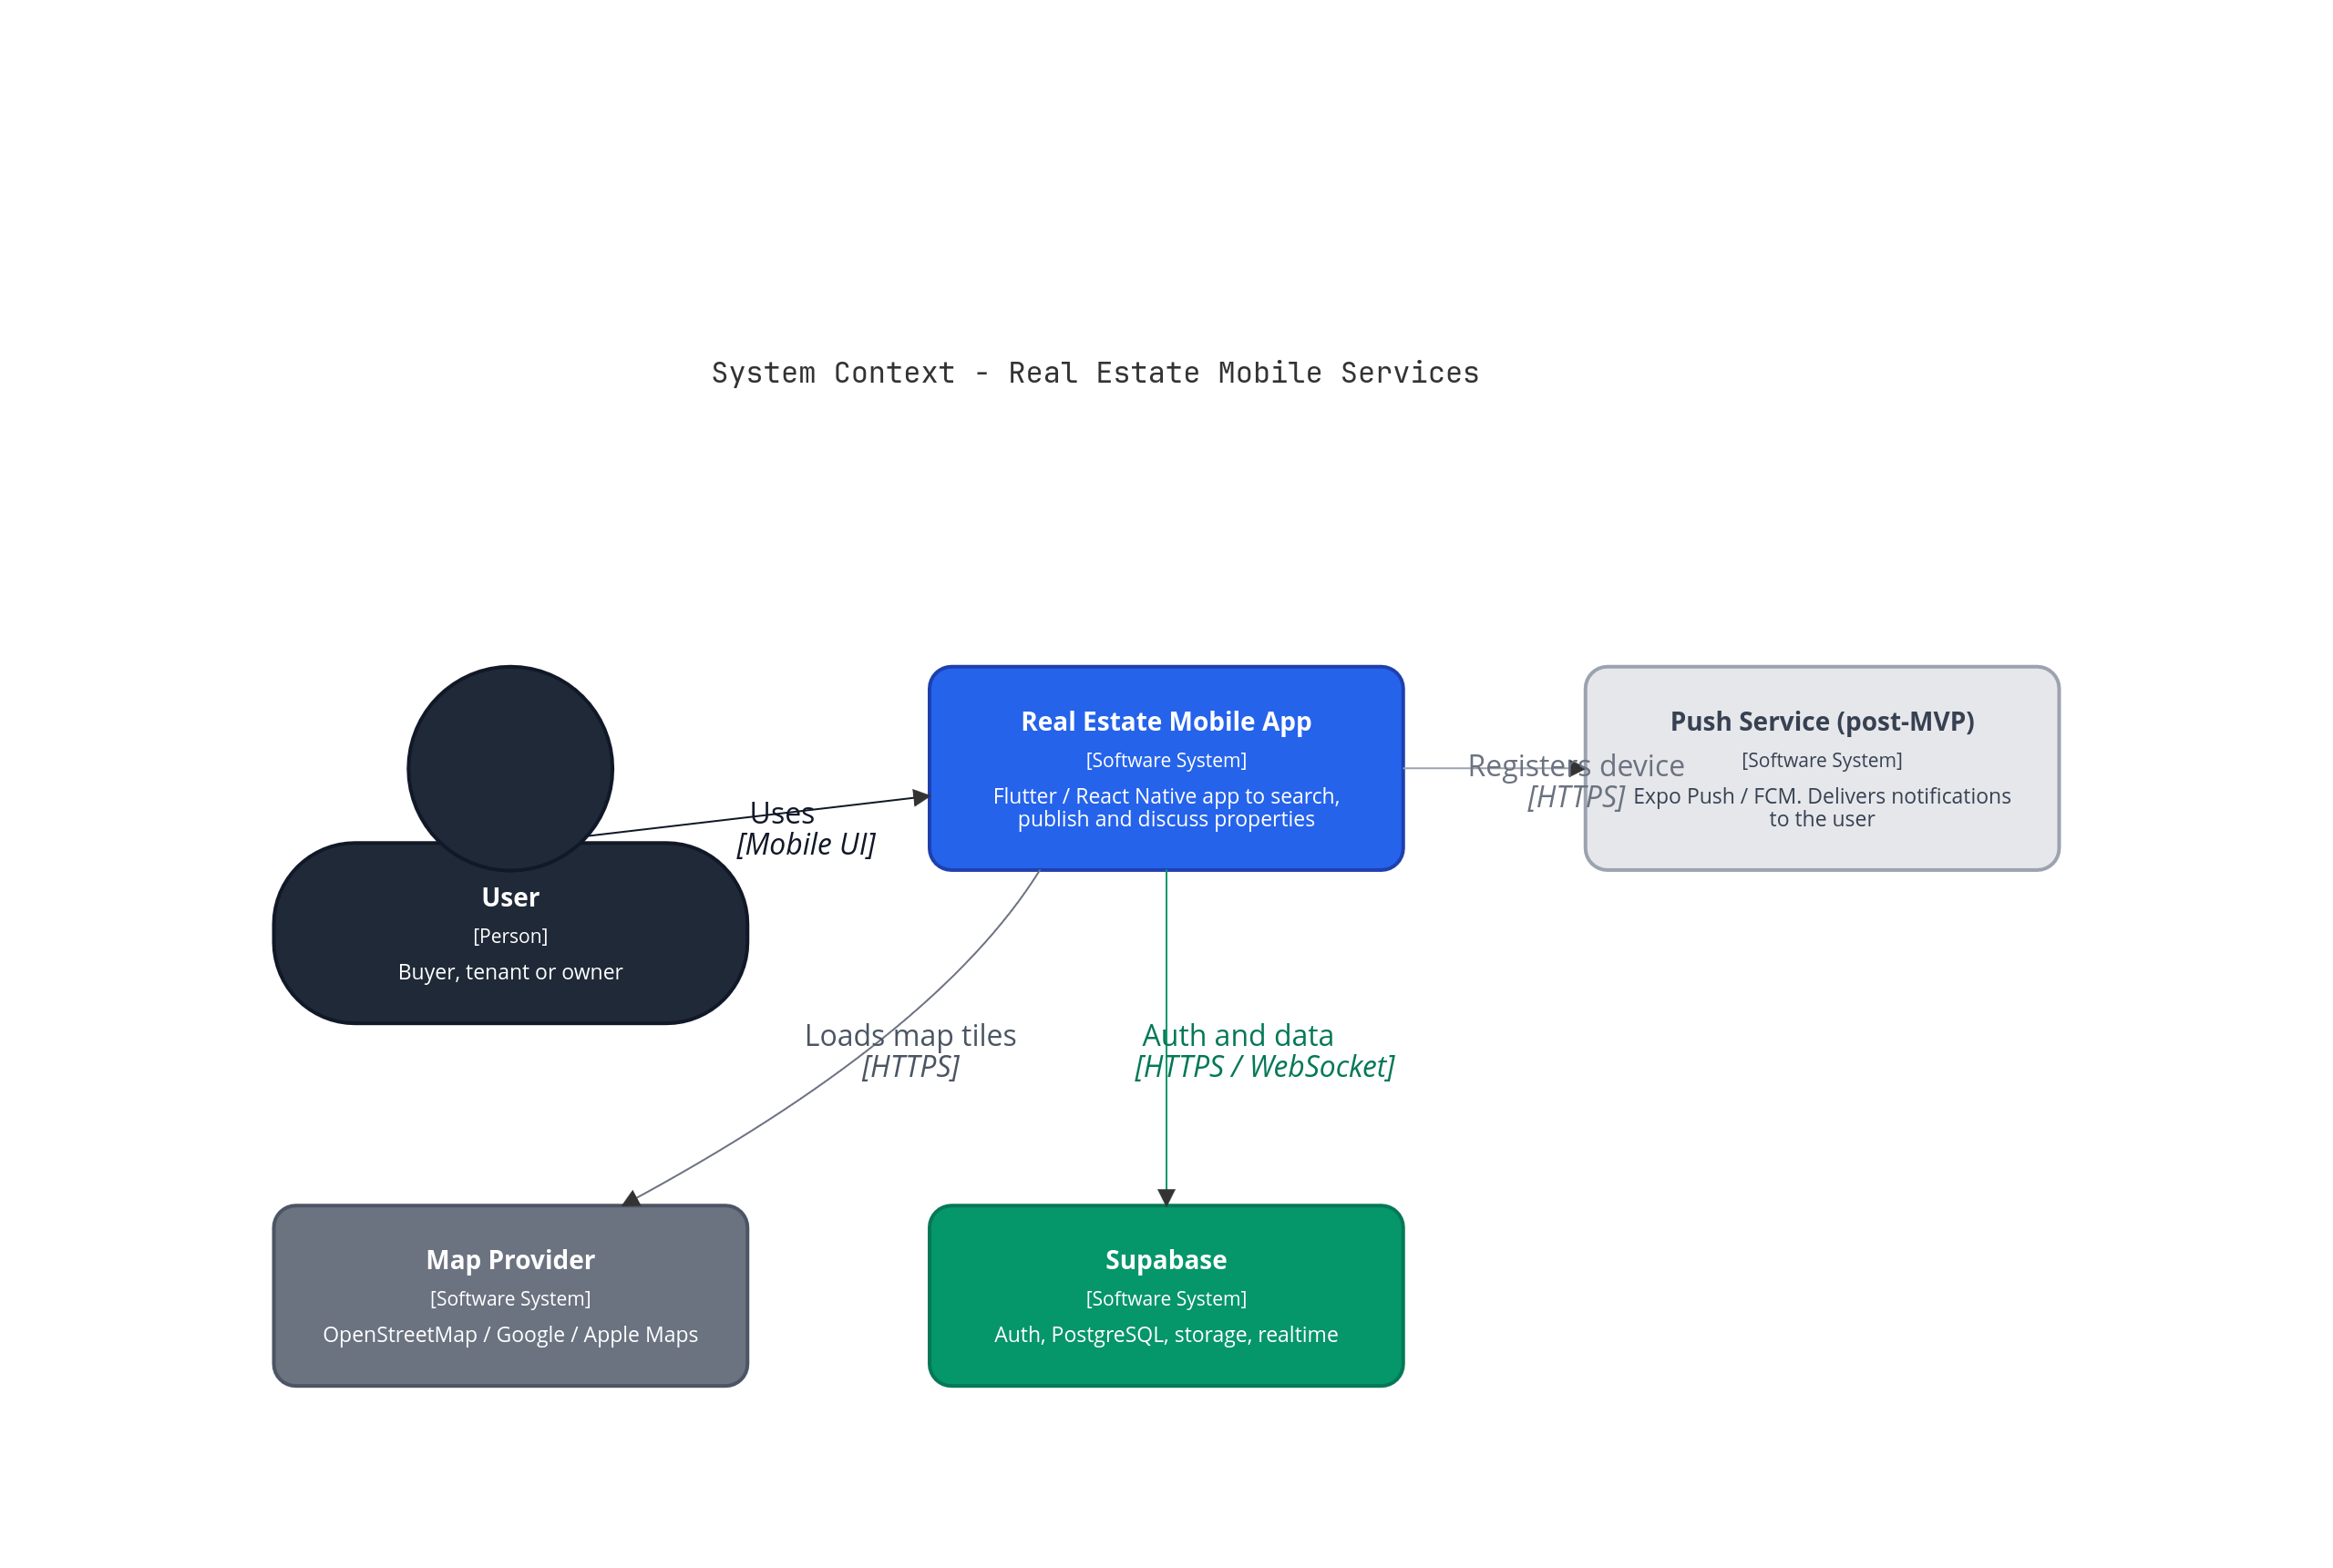 System Context - Real Estate Mobile Services
Real Estate Mobile App
[Software System]
Flutter / React Native app to search,
publish and discuss properties
Push Service (post-MVP)
[Software System]
Expo Push / FCM. Delivers notifications
to the user
Registers device
[HTTPS]
Uses
[Mobile UI]
User
[Person]
Buyer, tenant or owner
Loads map tiles
[HTTPS]
Auth and data
[HTTPS / WebSocket]
Map Provider
[Software System]
OpenStreetMap / Google / Apple Maps
Supabase
[Software System]
Auth, PostgreSQL, storage, realtime